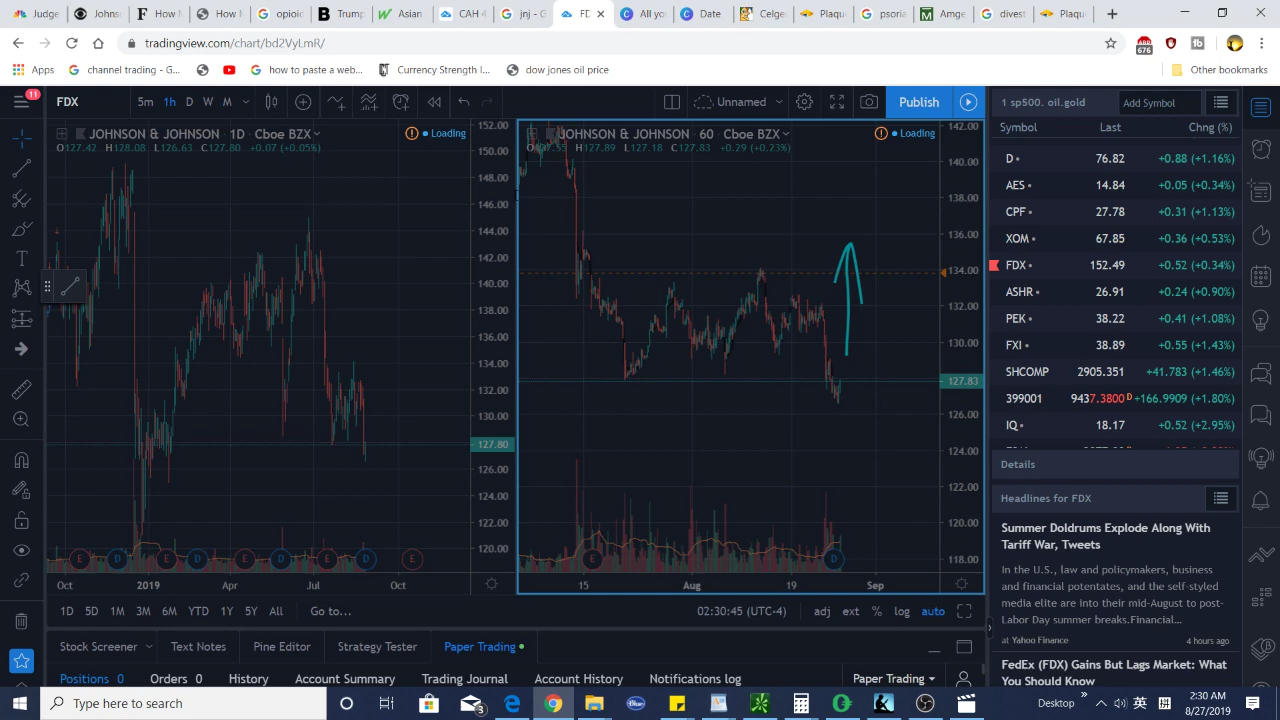 Johns
How M
How M
opioi
Trump
Asian
CAH 4
jnj - G
FD
All yo
Data
Celge
Plaqu
psoria
Amge
divest
Plaque
tradingview.com/chart/bd2VyLmR/
676
Apps
channel trading - G...
how to paste a web...
Currency Strength I...
dow jones oil price
Other bookmarks
11
FDX
5m
1h
D
W
M
Unnamed
Publish
1 sp500. oil.gold
Add Symbol
Symbol Last Chng (%)
JOHNSON & JOHNSON · 1D · Cboe BZX
Loading
O127.42 H128.08 L126.63 C127.80 +0.07 (+0.05%)
JOHNSON & JOHNSON · 60 · Cboe BZX
Loading
H127.89 L127.18 C127.83 +0.29 (+0.23%)
152.00
150.00
148.00
146.00
144.00
142.00
140.00
138.00
136.00
134.00
132.00
130.00
127.80
126.00
124.00
122.00
120.00
142.00
140.00
138.00
136.00
134.00
132.00
130.00
127.83
126.00
124.00
122.00
120.00
118.00
D 76.82 +0.88 (+1.16%)
AES 14.84 +0.05 (+0.34%)
CPF 27.78 +0.31 (+1.13%)
XOM 67.85 +0.36 (+0.53%)
FDX 152.49 +0.52 (+0.34%)
ASHR 26.91 +0.24 (+0.90%)
PEK 38.22 +0.41 (+1.08%)
FXI 38.89 +0.55 (+1.43%)
SHCOMP 2905.351 +41.783 (+1.46%)
399001 9437.3800 D +166.9909 (+1.80%)
IQ 18.17 +0.52 (+2.95%)
Details
Headlines for FDX
Summer Doldrums Explode Along With
Tariff War, Tweets
In the U.S., law and policymakers, business
and financial potentates, and the self-styled
media elite are into their mid-August to post-
Labor Day summer breaks.Financial...
at Yahoo Finance 4 hours ago
FedEx (FDX) Gains But Lags Market: What
You Should Know
E D E D E D E D E
E D
Oct 2019 Apr Jul Oct
15 Aug 19 Sep
1D 5D 1M 3M 6M YTD 1Y 5Y All Go to...
02:30:45 (UTC-4) adj ext % log auto
Stock Screener Text Notes Pine Editor Strategy Tester Paper Trading
Positions 0 Orders 0 History Account Summary Trading Journal Account History Notifications log Paper Trading
Type here to search
3
Desktop
英
拼
2:30 AM
8/27/2019